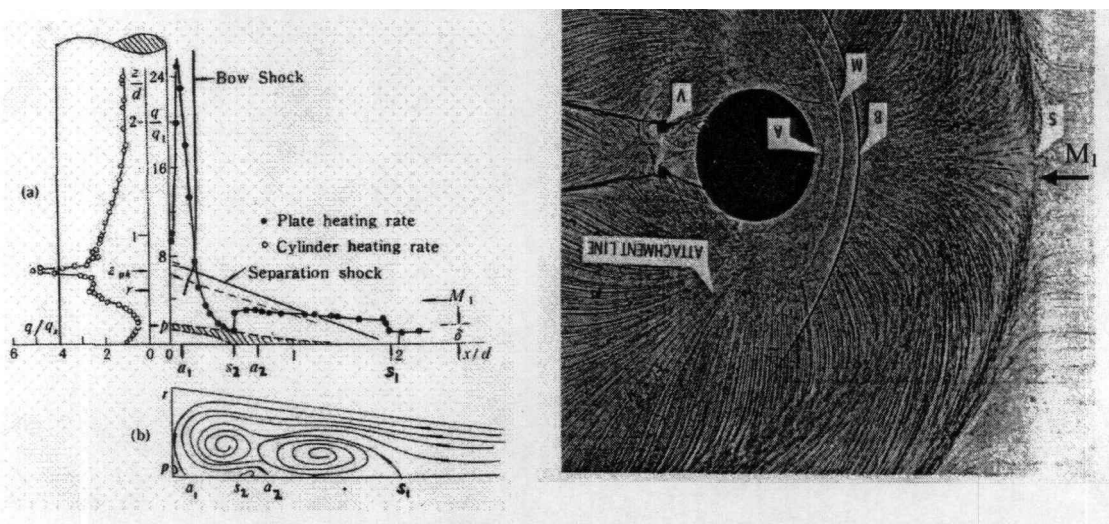 z/d
24
Bow Shock
2
q/q₁
16
(a)
Plate heating rate
Cylinder heating rate
1
8
Separation shock
z_pk
r
M₁
q/qₛ
p
δ
6 4 2 0 0 1 2 x/d
a₁ s₂ a₂ s₁
r
(b)
p
a₁ s₂ a₂ s₁
M
V
A
B
S
M₁
ATTACHMENT LINE